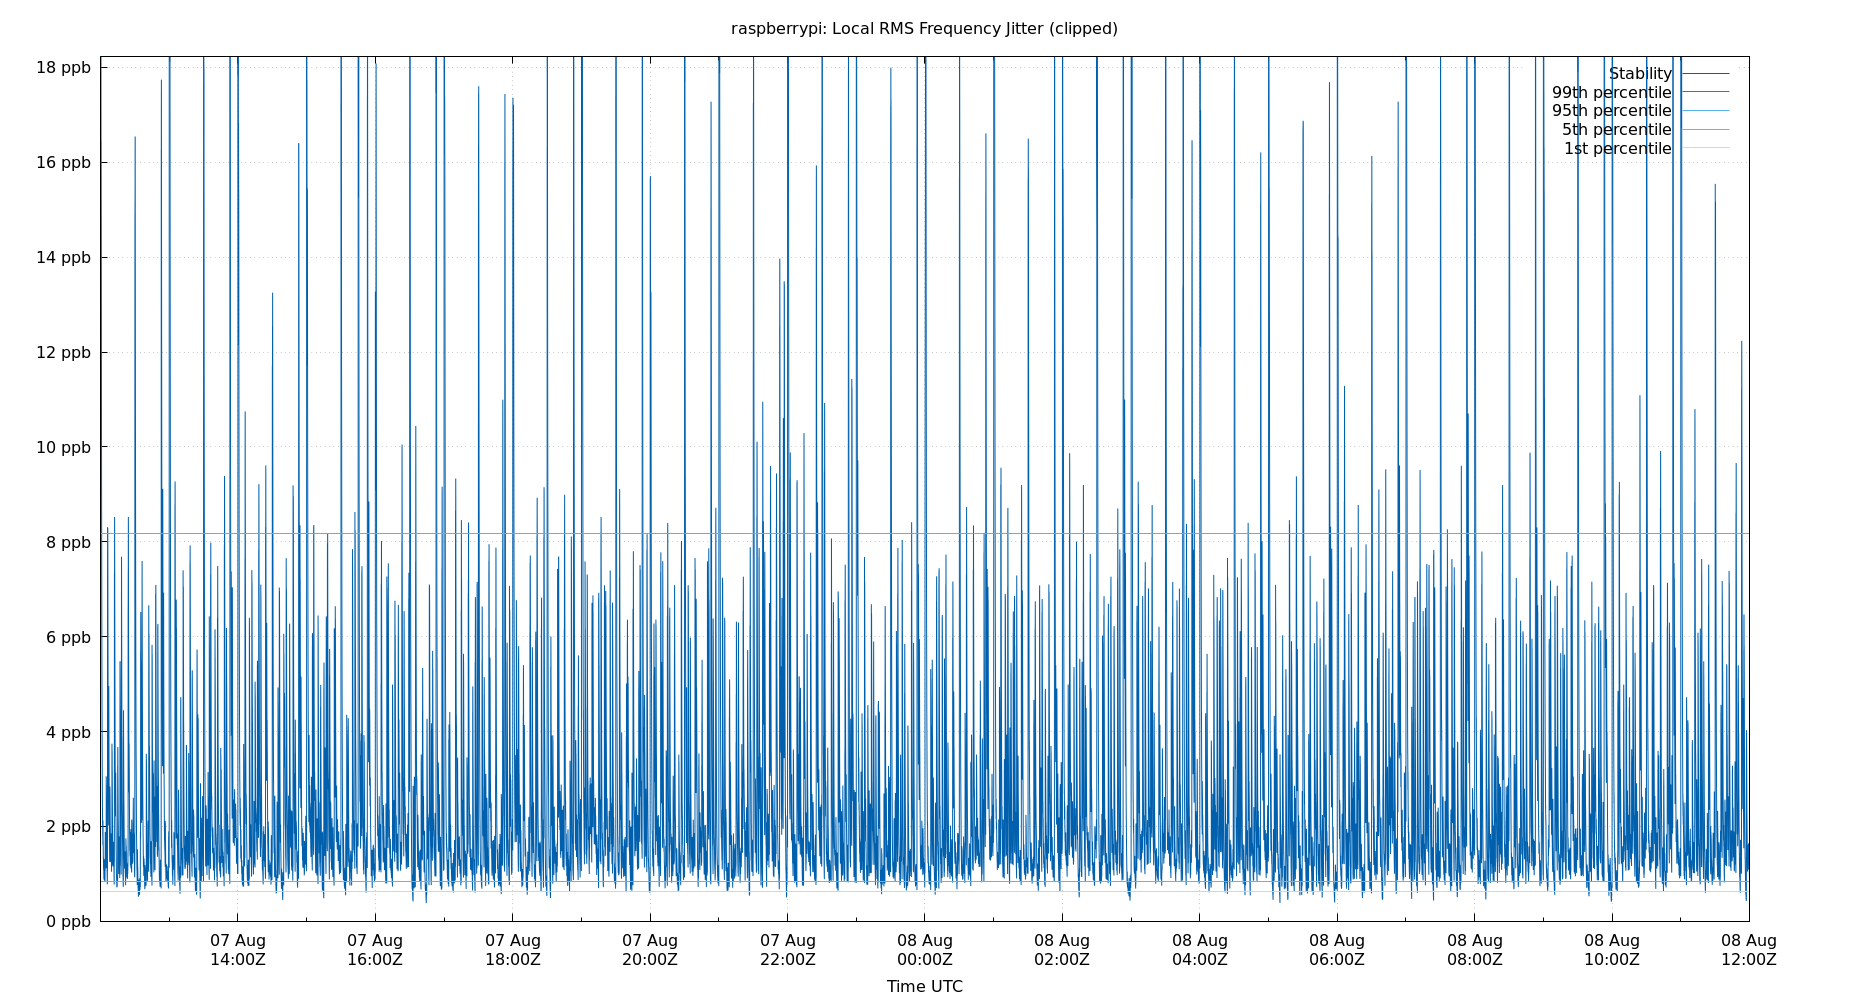 raspberrypi: Local RMS Frequency Jitter (clipped)
18 ppb
16 ppb
14 ppb
12 ppb
10 ppb
8 ppb
6 ppb
4 ppb
2 ppb
0 ppb
Stability
99th percentile
95th percentile
5th percentile
1st percentile
07 Aug 07 Aug 07 Aug 07 Aug 07 Aug 08 Aug 08 Aug 08 Aug 08 Aug 08 Aug 08 Aug 08 Aug
14:00Z 16:00Z 18:00Z 20:00Z 22:00Z 00:00Z 02:00Z 04:00Z 06:00Z 08:00Z 10:00Z 12:00Z
Time UTC